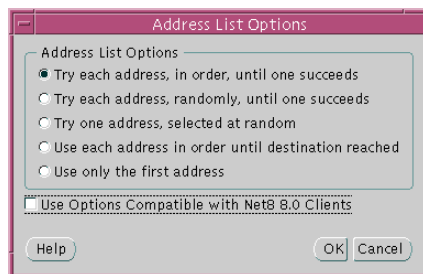 Address List Options
Address List Options
Try each address, in order, until one succeeds
Try each address, randomly, until one succeeds
Try one address, selected at random
Use each address in order until destination reached
Use only the first address
Use Options Compatible with Net8 8.0 Clients
Help OK Cancel